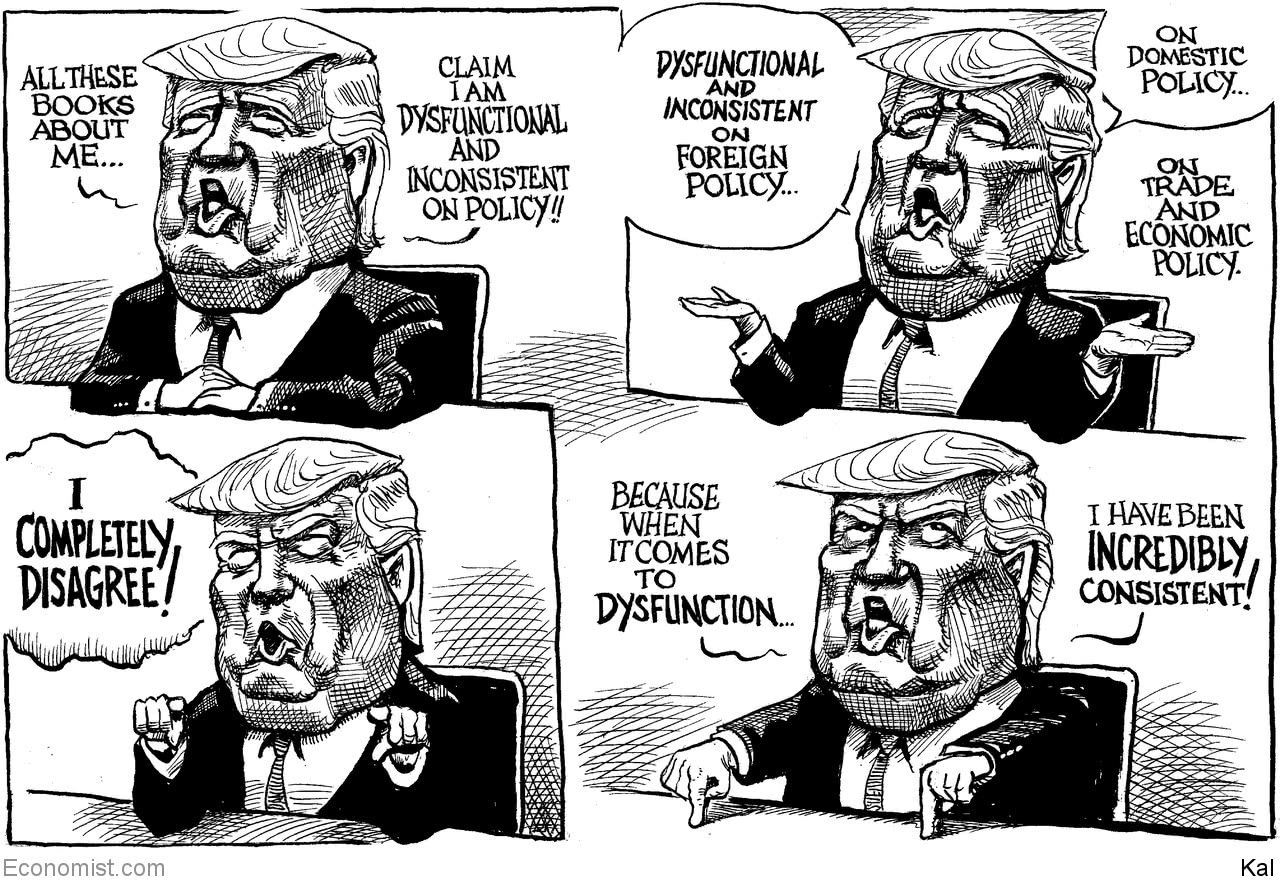 ALL THESE
BOOKS
ABOUT
ME...
CLAIM
I AM
DYSFUNCTIONAL
AND
INCONSISTENT
ON POLICY!!
DYSFUNCTIONAL
AND
INCONSISTENT
ON
FOREIGN
POLICY...
ON
DOMESTIC
POLICY...
ON
TRADE
AND
ECONOMIC
POLICY.
I
COMPLETELY
DISAGREE!
BECAUSE
WHEN
IT COMES
TO
DYSFUNCTION...
I HAVE BEEN
INCREDIBLY
CONSISTENT!
Economist.com
Kal